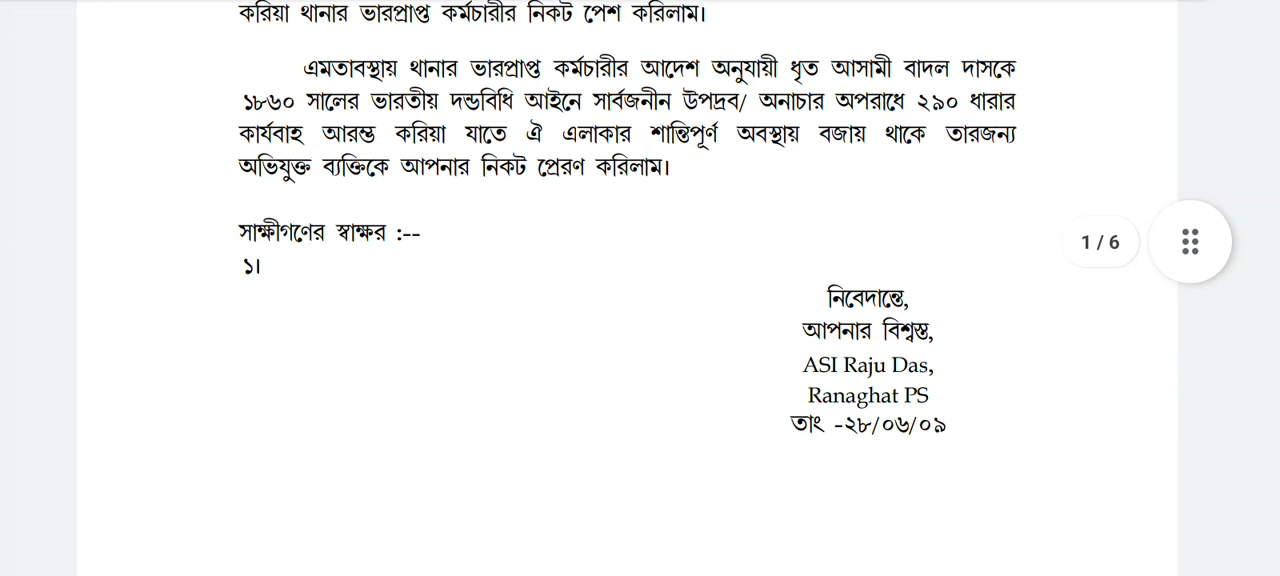 করিয়া থানার ভারপ্রাপ্ত কর্মচারীর নিকট পেশ করিলাম।
এমতাবস্থায় থানার ভারপ্রাপ্ত কর্মচারীর আদেশ অনুযায়ী ধৃত আসামী বাদল দাসকে
১৮৬০ সালের ভারতীয় দন্ডবিধি আইনে সার্বজনীন উপদ্রব/ অনাচার অপরাধে ২৯০ ধারার
কার্যবাহ আরম্ভ করিয়া যাতে ঐ এলাকার শান্তিপূর্ণ অবস্থায় বজায় থাকে তারজন্য
অভিযুক্ত ব্যক্তিকে আপনার নিকট প্রেরণ করিলাম।
সাক্ষীগণের স্বাক্ষর :--
১।
1 / 6
নিবেদান্তে,
আপনার বিশ্বস্ত,
ASI Raju Das,
Ranaghat PS
তাং -২৮/০৬/০৯